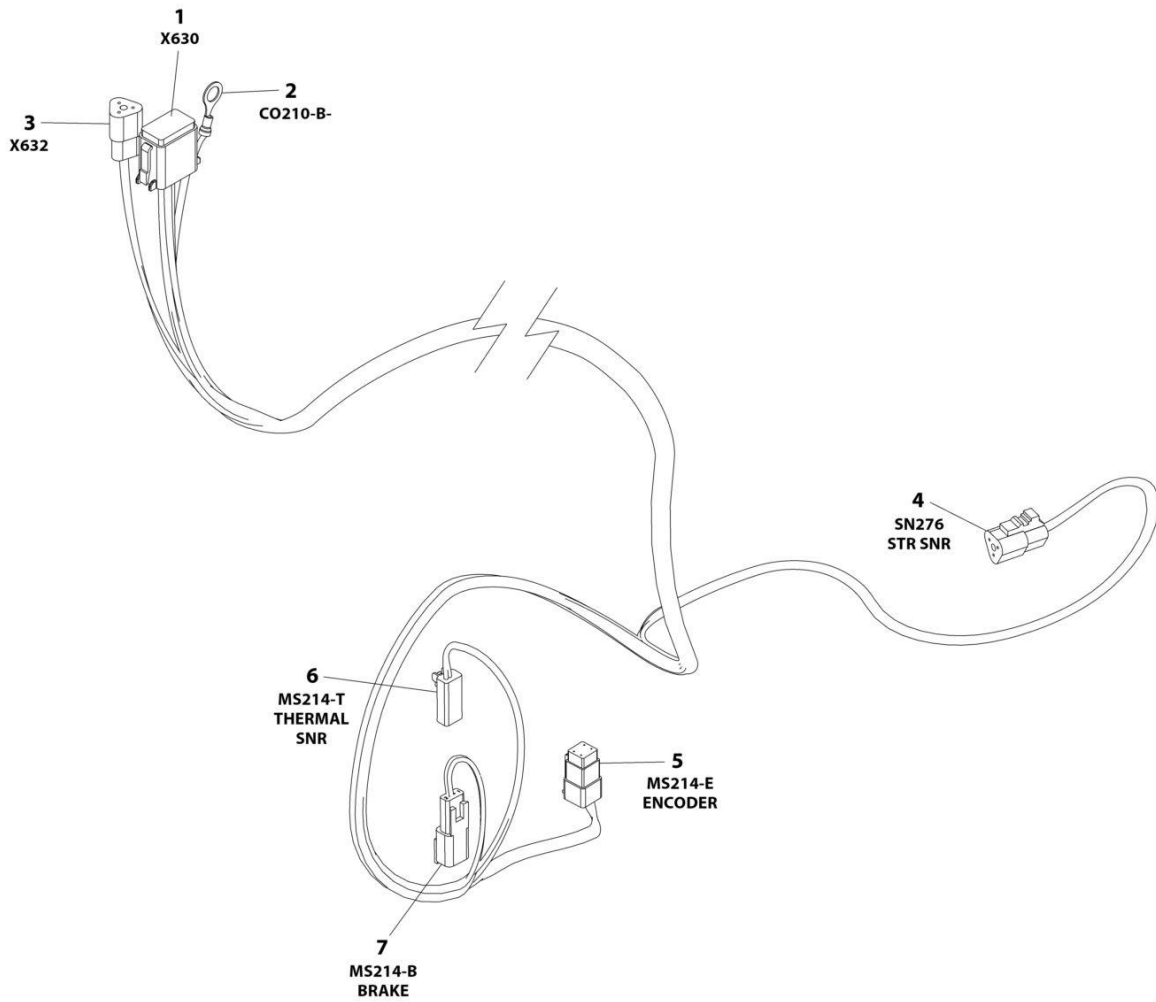 1
X630
2
CO210-B-
3
X632
4
SN276
STR SNR
5
MS214-E
ENCODER
6
MS214-T
THERMAL
SNR
7
MS214-B
BRAKE